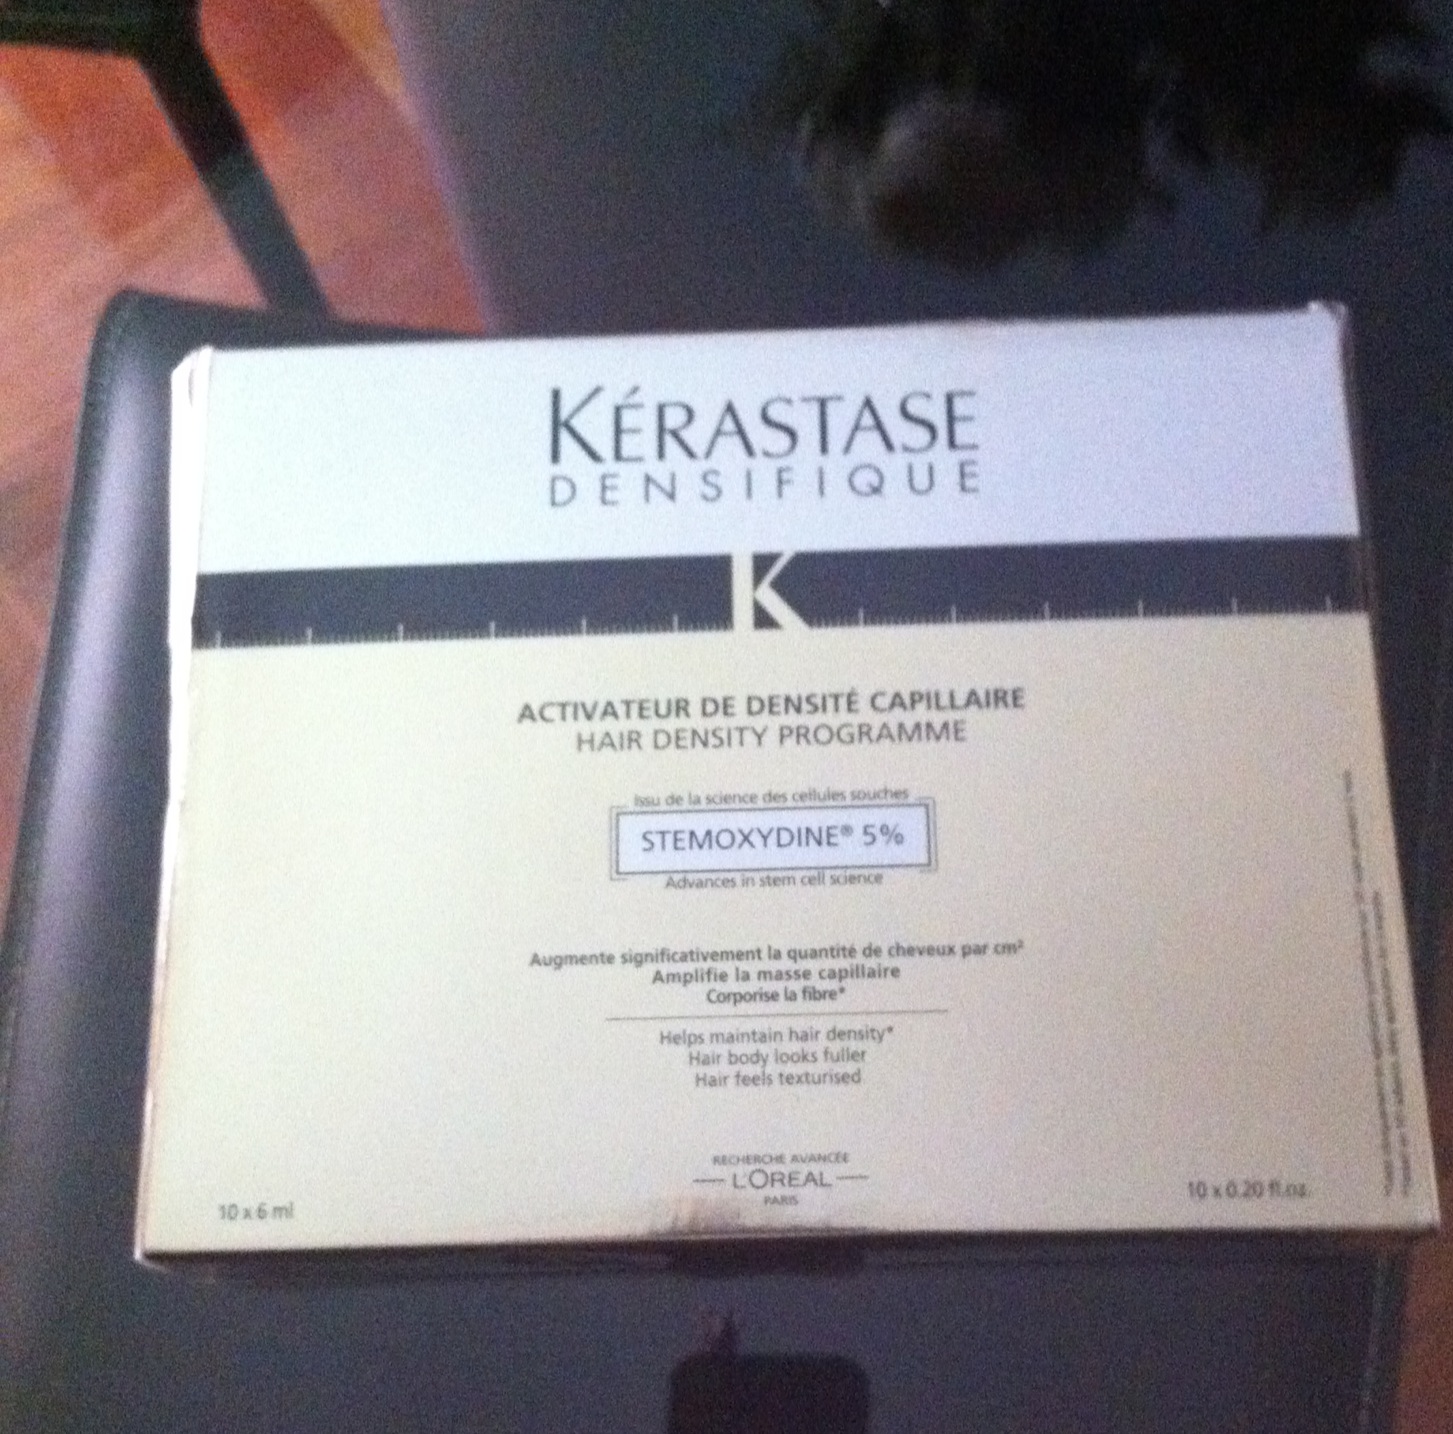 KÉRASTASE
DENSIFIQUE
K
ACTIVATEUR DE DENSITÉ CAPILLAIRE
HAIR DENSITY PROGRAMME
Issu de la science des cellules souches
STEMOXYDINE® 5%
Advances in stem cell science
Augmente significativement la quantité de cheveux par cm²
Amplifie la masse capillaire
Corporise la fibre*
Helps maintain hair density*
Hair body looks fuller
Hair feels texturised
RECHERCHE AVANCÉE
L'ORÉAL
PARIS
10 x 6 ml
10 x 0.20 fl.oz.